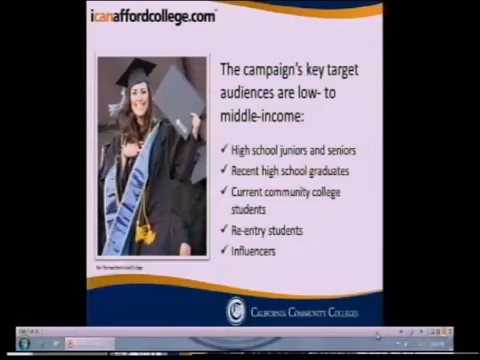 icanaffordcollege.com
The campaign's key target
audiences are low- to
middle-income:
✓ High school juniors and seniors
✓ Recent high school graduates
✓ Current community college
students
✓ Re-entry students
✓ Influencers
CALIFORNIA COMMUNITY COLLEGES